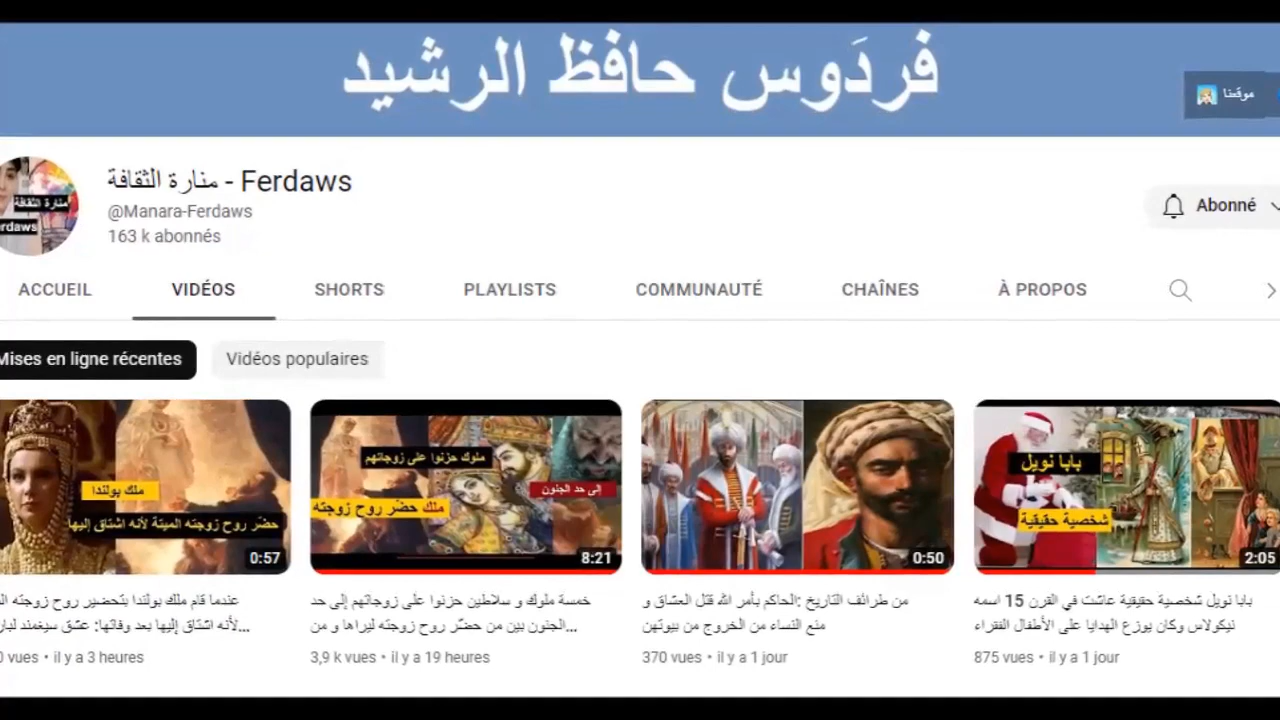 فردَوس حافظ الرشيد
موقعنا
منارة الثقافة - Ferdaws
@Manara-Ferdaws
163 k abonnés
Abonné
منارة الثقافة
ACCUEIL
VIDÉOS
SHORTS
PLAYLISTS
COMMUNAUTÉ
CHAÎNES
À PROPOS
Mises en ligne récentes
Vidéos populaires
ملك بولندا
حضّر روح زوجته الميتة لأنه اشتاق إليها
0:57
ملوك حزنوا على زوجاتهم
إلى حد الجنون
ملك حضّر روح زوجته
8:21
0:50
بابا نويل
شخصية حقيقية
2:05
عندما قام ملك بولندا بتحضير روح زوجته
لأنه اشتاق إليها بعد وفاتها: عشق سيغمند
vues • il y a 3 heures
خمسة ملوك و سلاطين حزنوا على زوجاتهم إلى حد
الجنون بين من حضّر روح زوجته ليراها و من...
3,9 k vues • il y a 19 heures
من طرائف التاريخ :الحاكم بأمر الله قتل العشاق و
منع النساء من الخروج من بيوتهن
370 vues • il y a 1 jour
بابا نويل شخصية حقيقية عاشت في القرن 15 اسمه
نيكولاس وكان يوزع الهدايا على الأطفال الفقراء
875 vues • il y a 1 jour